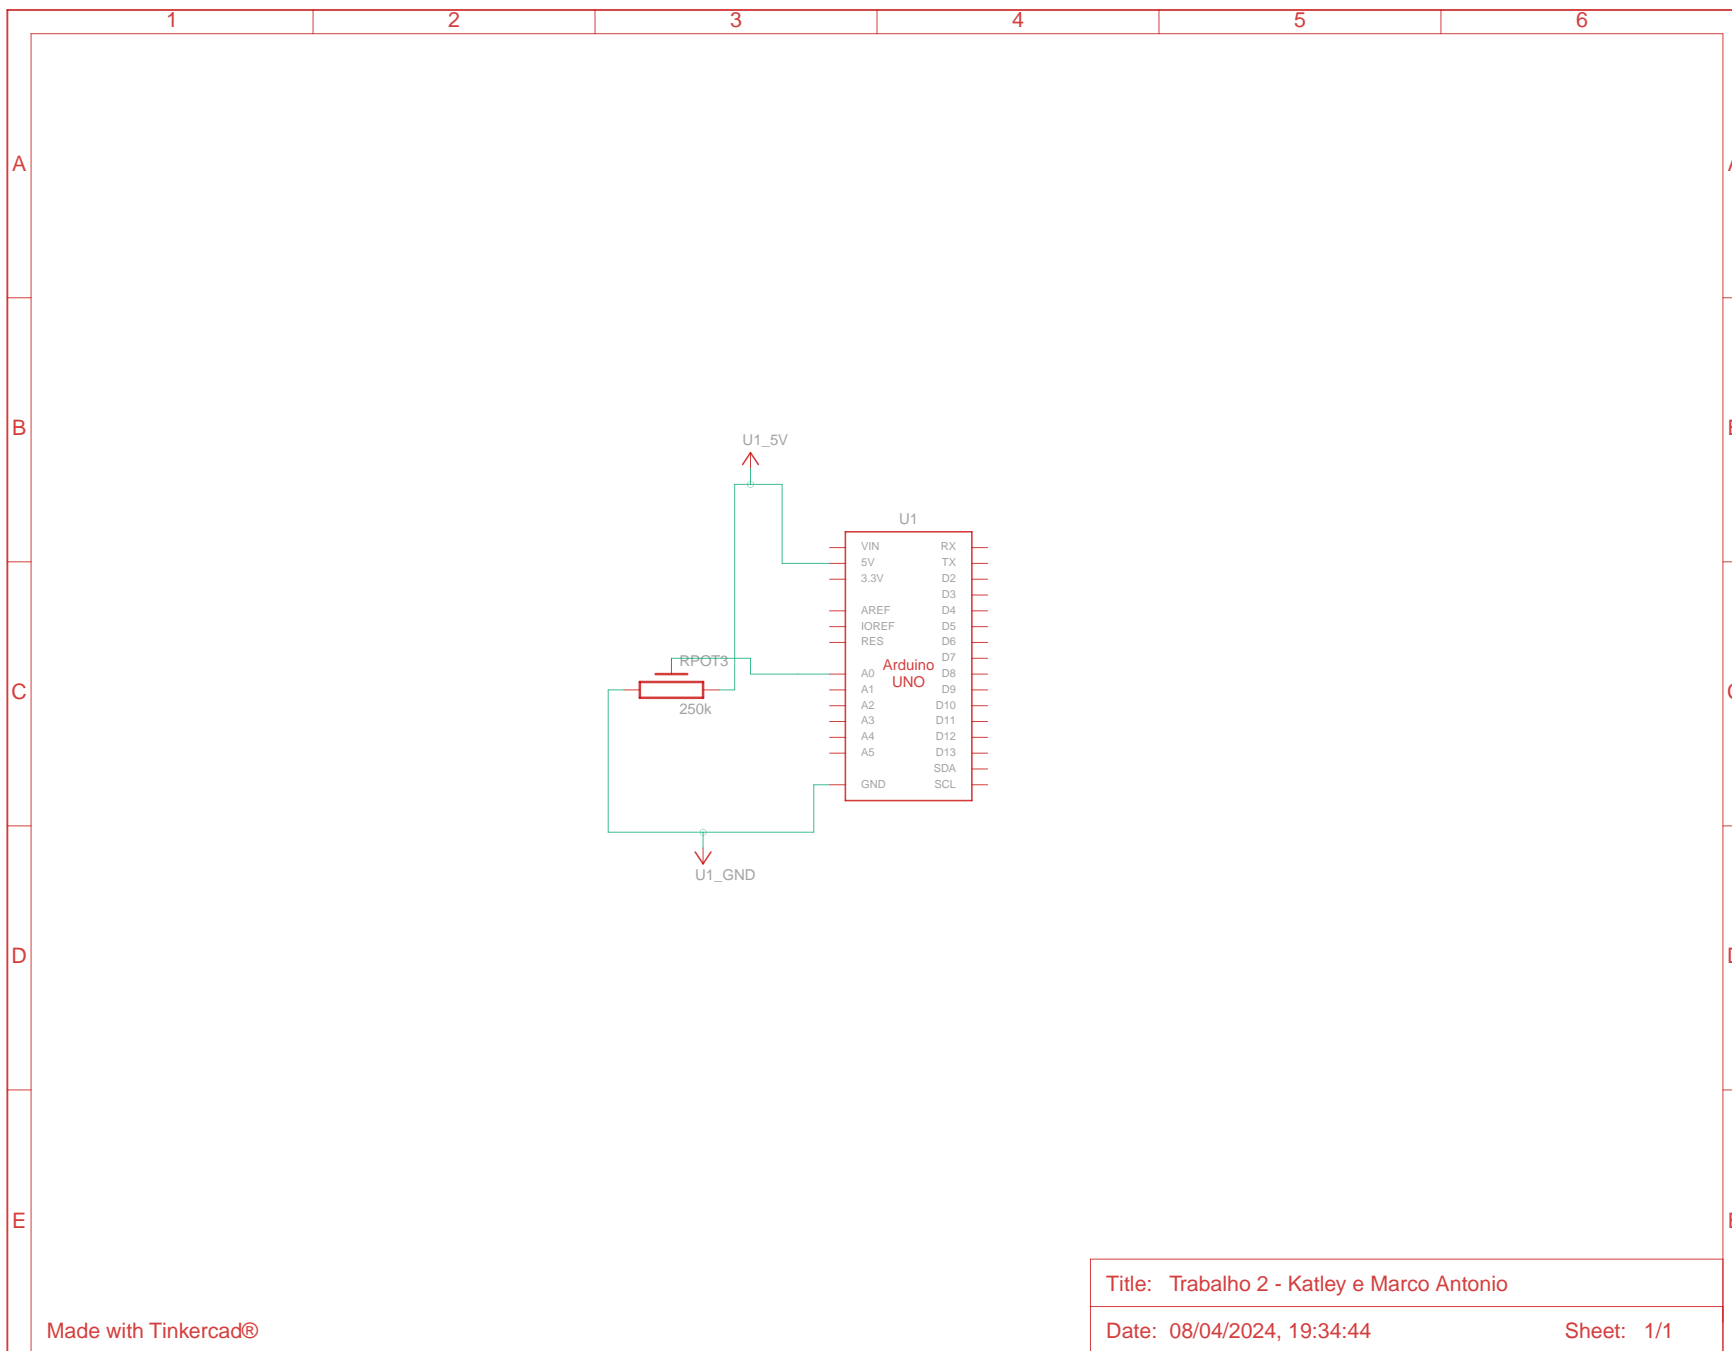 1 2 3 4 5 6
A
B
C
D
E
U1_5V
U1
VIN RX
5V TX
3.3V D2
D3
AREF D4
IOREF D5
RES D6
D7
RPOT3
Arduino
UNO
A0 D8
A1 D9
250k
A2 D10
A3 D11
A4 D12
A5 D13
SDA
GND SCL
U1_GND
Title: Trabalho 2 - Katley e Marco Antonio
Made with Tinkercad®
Date: 08/04/2024, 19:34:44 Sheet: 1/1